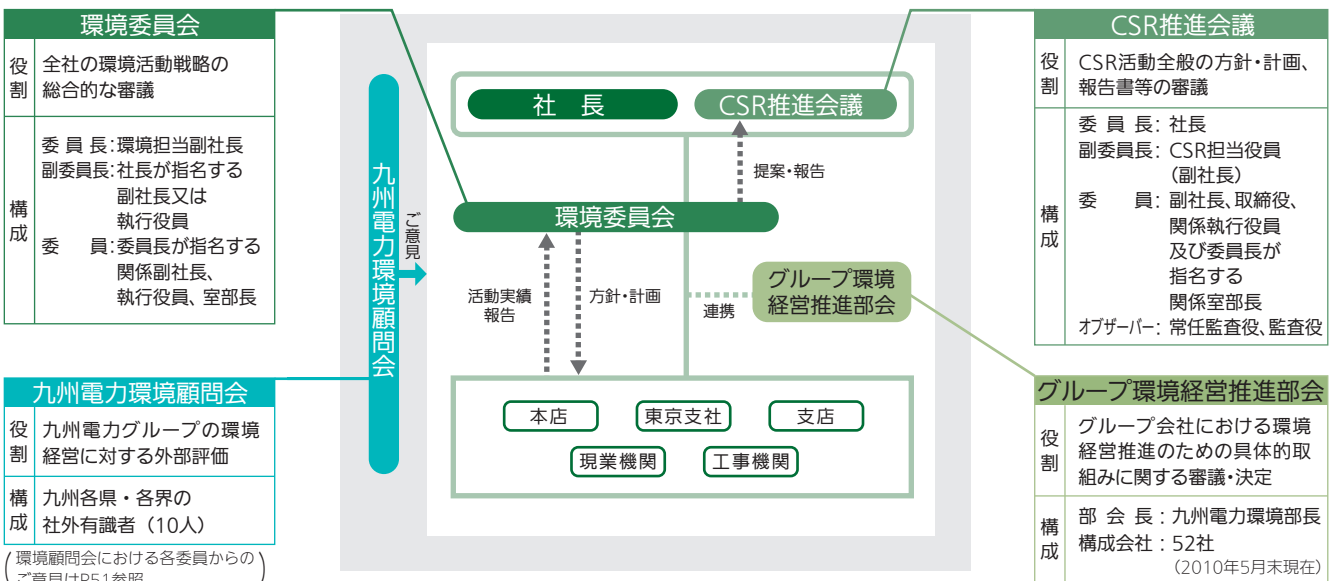 環境委員会
役割
全社の環境活動戦略の
総合的な審議
構成
委員長:環境担当副社長
副委員長:社長が指名する
副社長又は
執行役員
委　員:委員長が指名する
関係副社長、
執行役員、室部長
九州電力環境顧問会
役割
九州電力グループの環境
経営に対する外部評価
構成
九州各県・各界の
社外有識者（10人）
(環境顧問会における各委員からの
ご意見はP51参照)
九州電力環境顧問会
ご意見
社　長
CSR推進会議
提案・報告
環境委員会
活動実績
報告
方針・計画
連携
グループ環境
経営推進部会
本店
東京支社
支店
現業機関
工事機関
CSR推進会議
役割
CSR活動全般の方針・計画、
報告書等の審議
構成
委員長: 社長
副委員長: CSR担当役員
（副社長）
委　員: 副社長、取締役、
関係執行役員
及び委員長が
指名する
関係室部長
オブザーバー: 常任監査役、監査役
グループ環境経営推進部会
役割
グループ会社における環境
経営推進のための具体的取
組みに関する審議・決定
構成
部会長:九州電力環境部長
構成会社:52社
（2010年5月末現在）